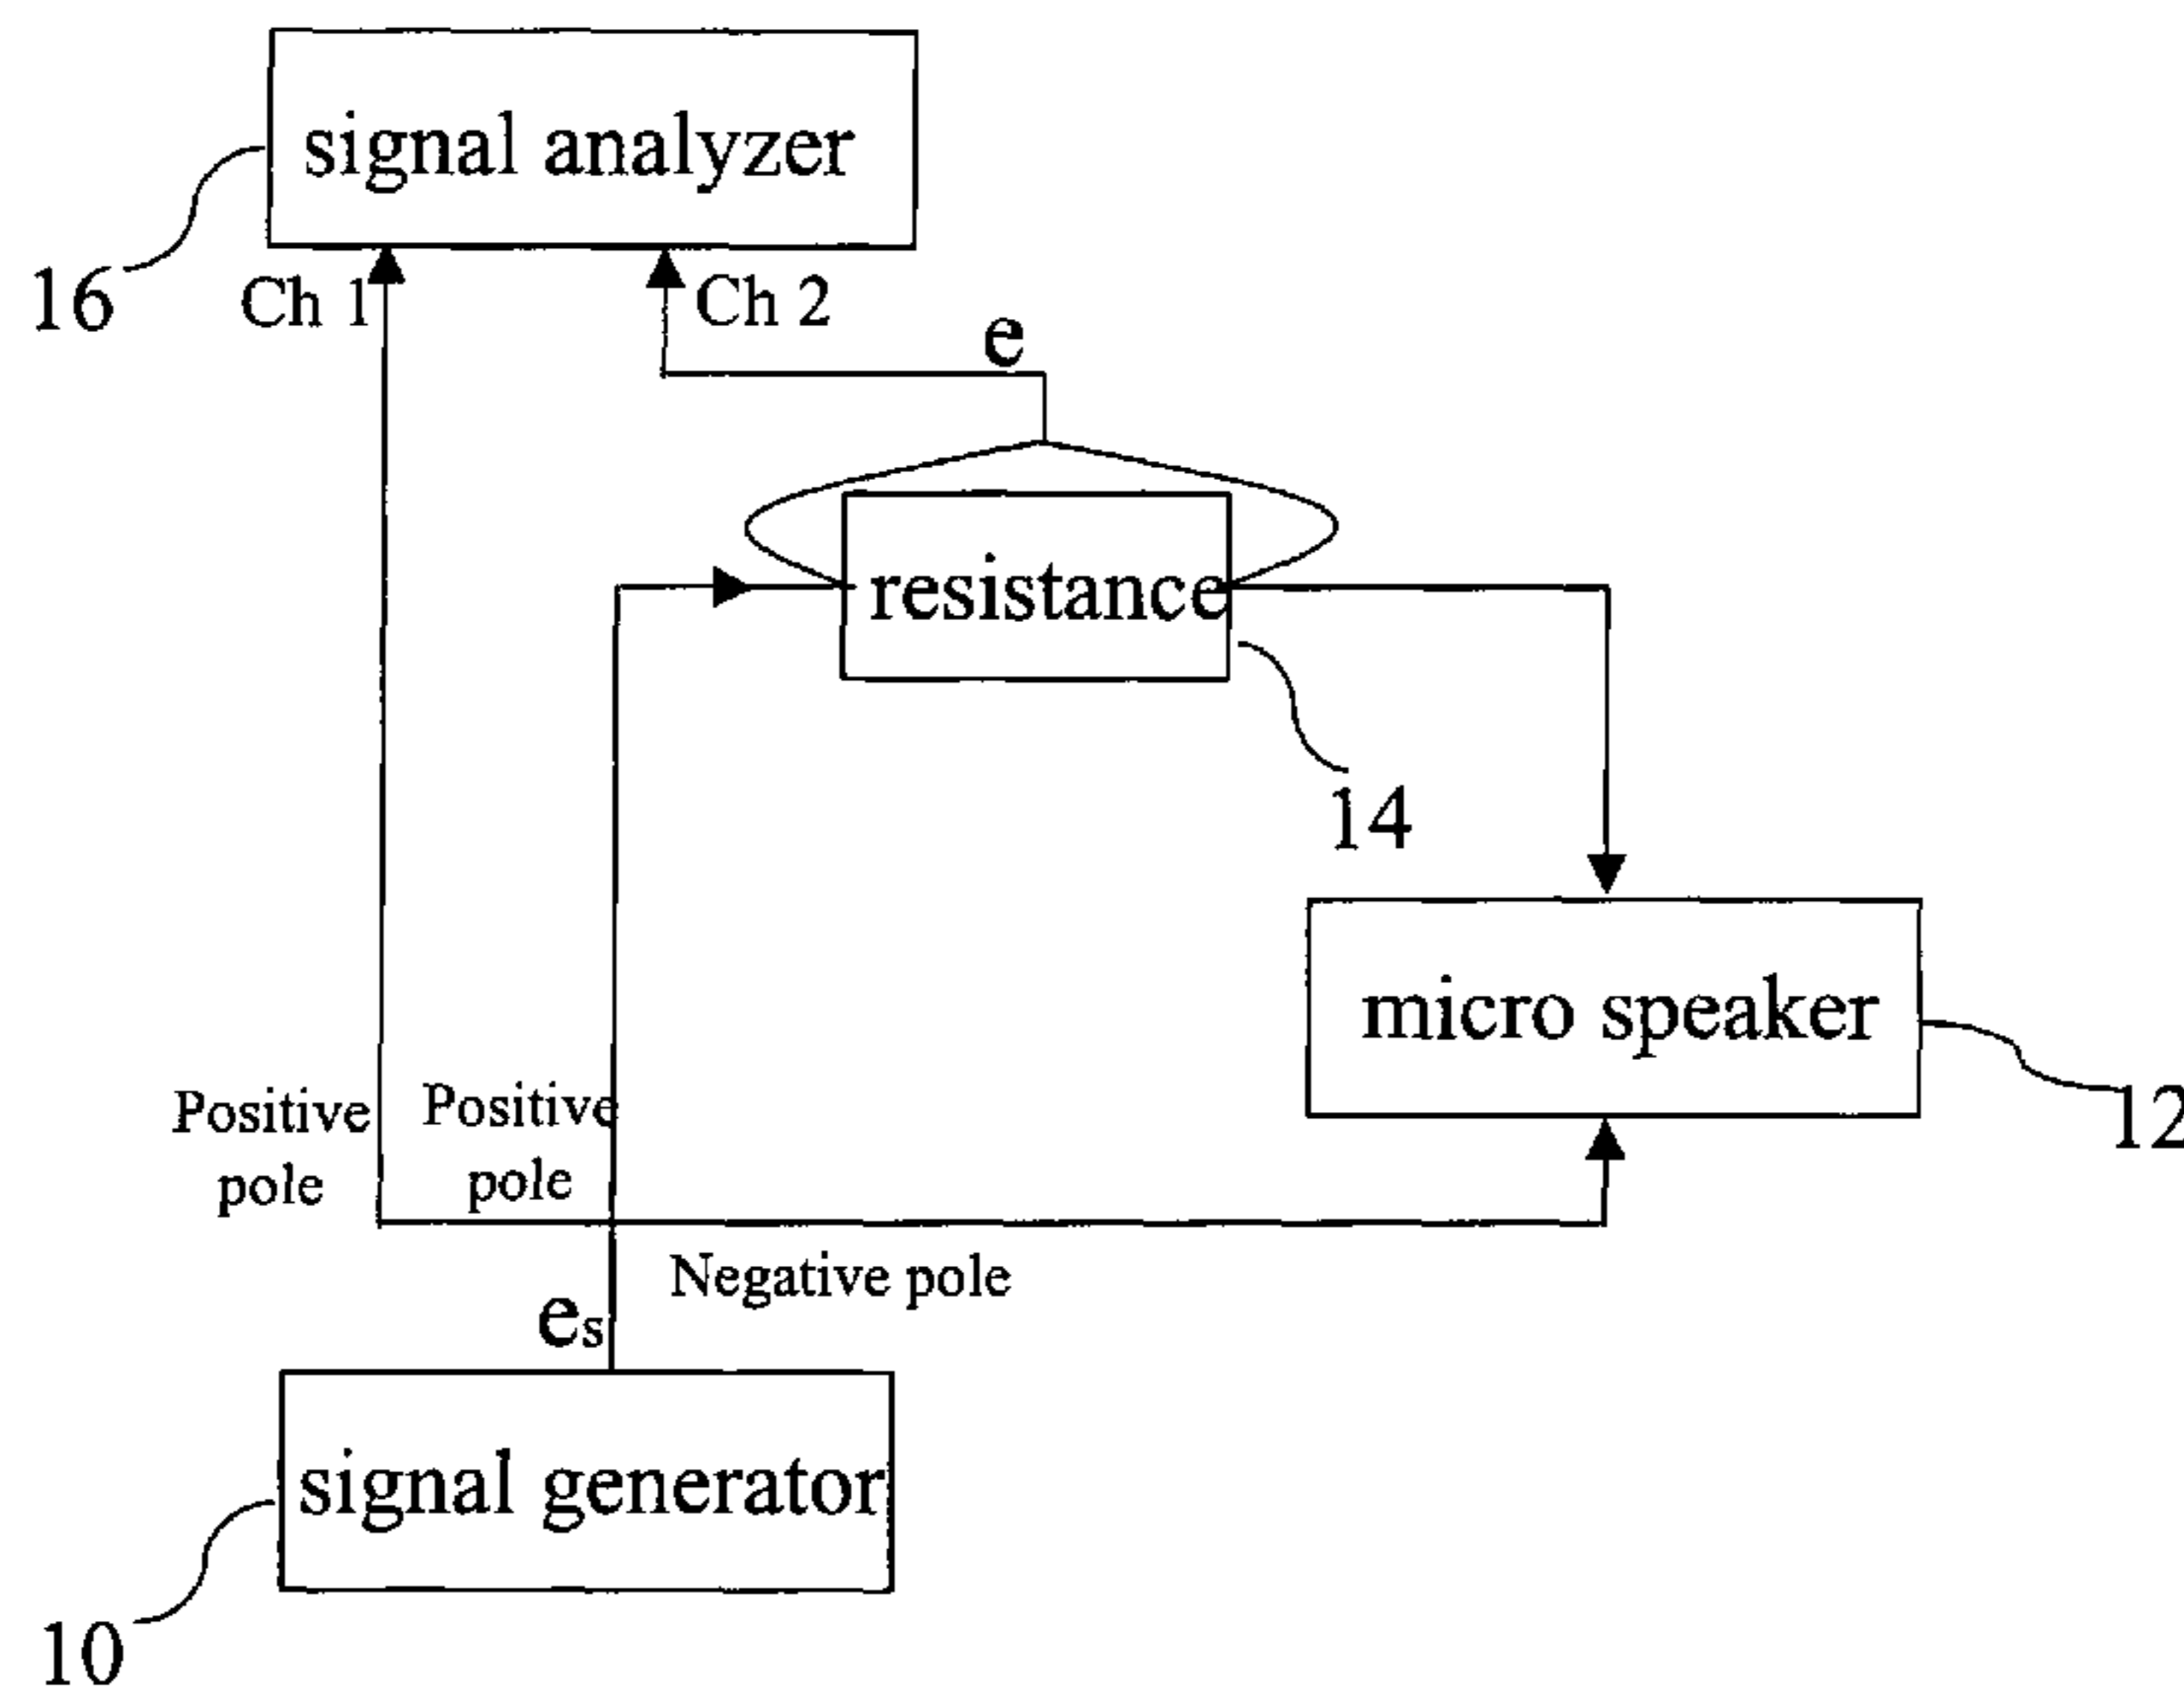 signal analyzer
16
Ch 1
Ch 2
e
resistance
14
micro speaker
12
Positive
pole
Positive
pole
Negative pole
es
signal generator
10